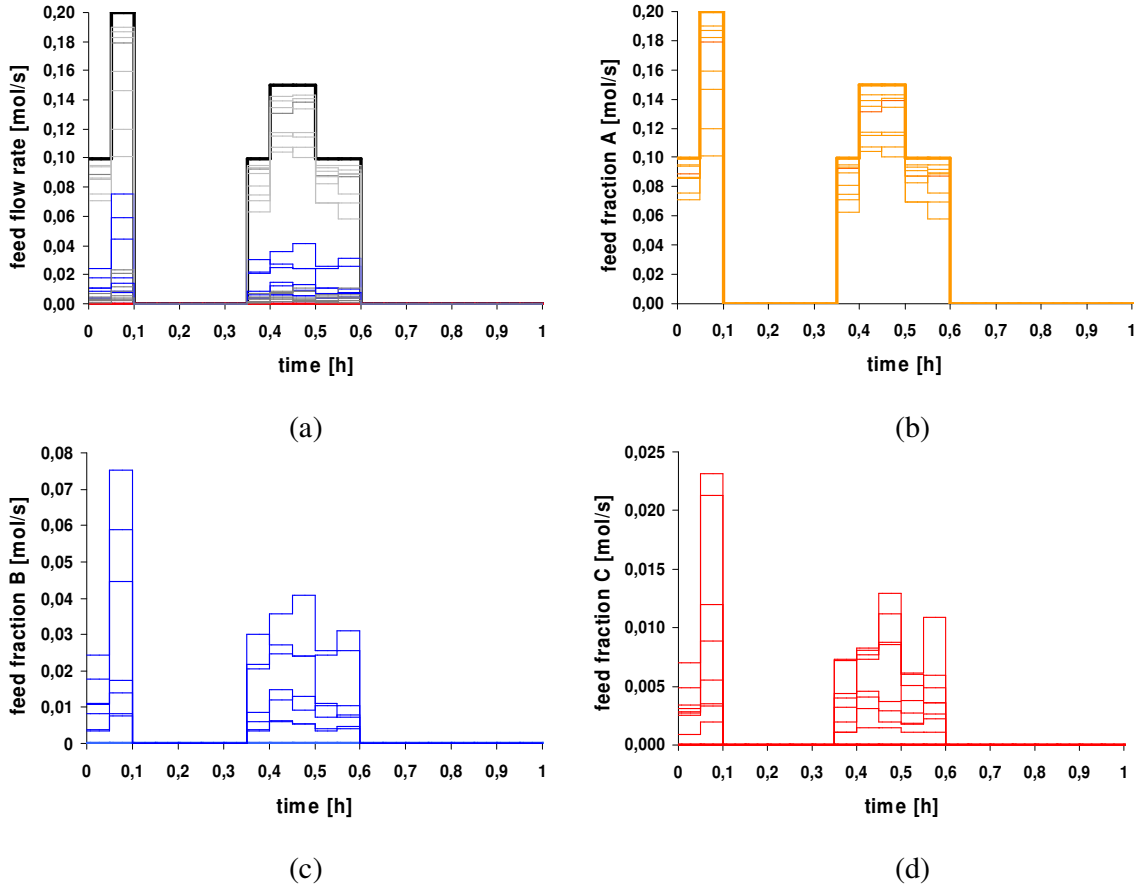 feed flow rate [mol/s]
0,20
0,18
0,16
0,14
0,12
0,10
0,08
0,06
0,04
0,02
0,00
0 0,1 0,2 0,3 0,4 0,5 0,6 0,7 0,8 0,9 1
time [h]
(a)
feed fraction A [mol/s]
0,20
0,18
0,16
0,14
0,12
0,10
0,08
0,06
0,04
0,02
0,00
0 0,1 0,2 0,3 0,4 0,5 0,6 0,7 0,8 0,9 1
time [h]
(b)
feed fraction B [mol/s]
0,08
0,07
0,06
0,05
0,04
0,03
0,02
0,01
0
0 0,1 0,2 0,3 0,4 0,5 0,6 0,7 0,8 0,9 1
time [h]
(c)
feed fraction C [mol/s]
0,025
0,020
0,015
0,010
0,005
0,000
0 0,1 0,2 0,3 0,4 0,5 0,6 0,7 0,8 0,9 1
time [h]
(d)